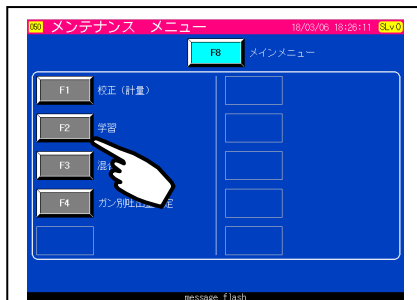 050 メンテナンス メニュー 18/03/06 18:26:11 SLv0
F8 メインメニュー
F1 校正(計量)
F2 学習
F3 混
F4 ガン別吐出
message flash